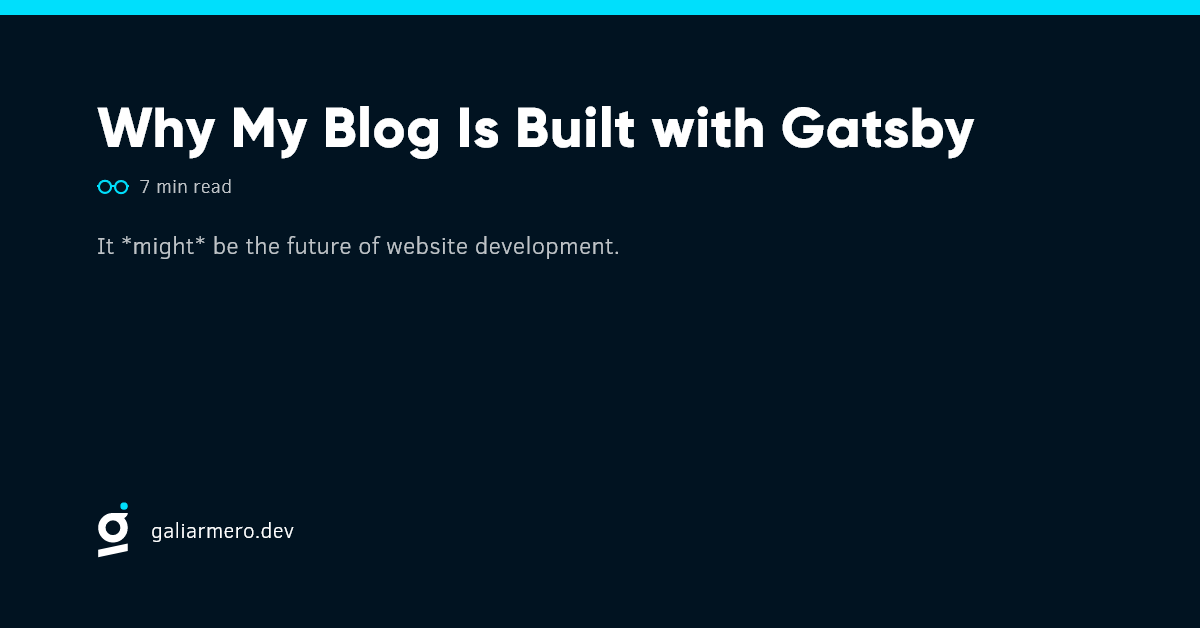 Why My Blog Is Built with Gatsby
7 min read
It *might* be the future of website development.
galiarmero.dev